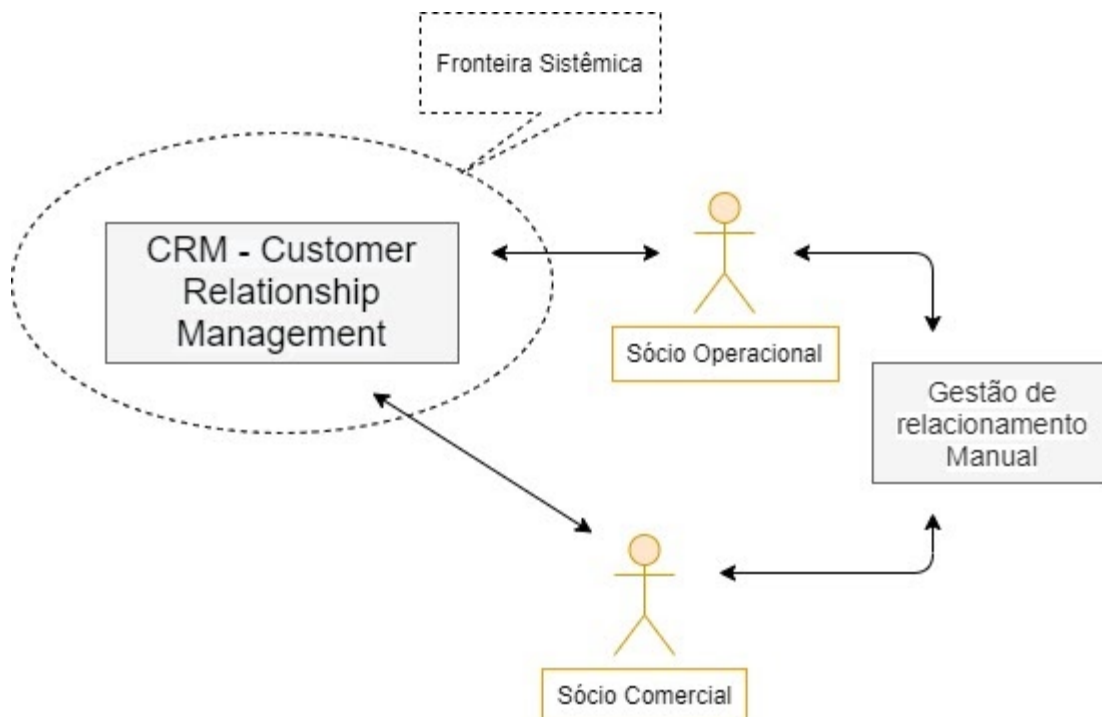 Fronteira Sistêmica
CRM - Customer
Relationship
Management
Sócio Operacional
Gestão de
relacionamento
Manual
Sócio Comercial